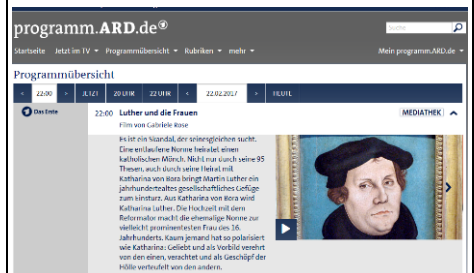 programm.ARD.de®
Suche
Startseite Jetzt im TV Programmübersicht Rubriken mehr Mein programm.ARD.de
Programmübersicht
< 22:00 > JETZT 20 UHR 22 UHR < 22.02.2017 > HEUTE
Das Erste 22:00 Luther und die Frauen MEDIATHEK
Film von Gabriele Rose
Es ist ein Skandal, der seinesgleichen sucht.
Eine entlaufene Nonne heiratet einen
katholischen Mönch. Nicht nur durch seine 95
Thesen, auch durch seine Heirat mit
Katharina von Bora bringt Martin Luther ein
jahrhundertealtes gesellschaftliches Gefüge
zum Einsturz. Aus Katharina von Bora wird
Katharina Luther. Die Hochzeit mit dem
Reformator macht die ehemalige Nonne zur
vielleicht prominentesten Frau des 16.
Jahrhunderts. Kaum jemand hat so polarisiert
wie Katharina: Geliebt und als Vorbild verehrt
von den einen, verachtet und als Geschöpf der
Hölle verteufelt von den andern.